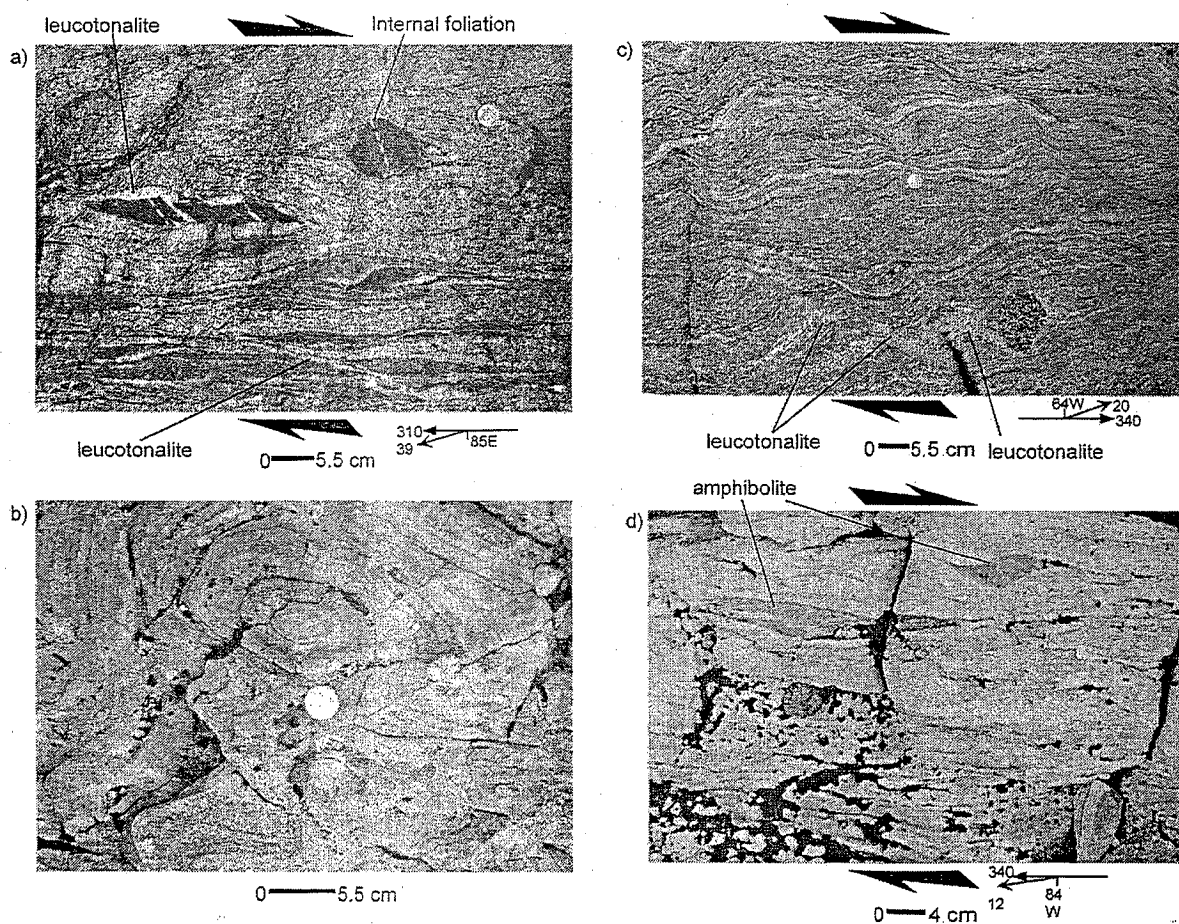 a)
leucotonalite
Internal foliation
leucotonalite
310
39
85E
0 5.5 cm
b)
0 5.5 cm
c)
leucotonalite
leucotonalite
64W
20
340
0 5.5 cm
d)
amphibolite
340
12
84
W
0 4 cm